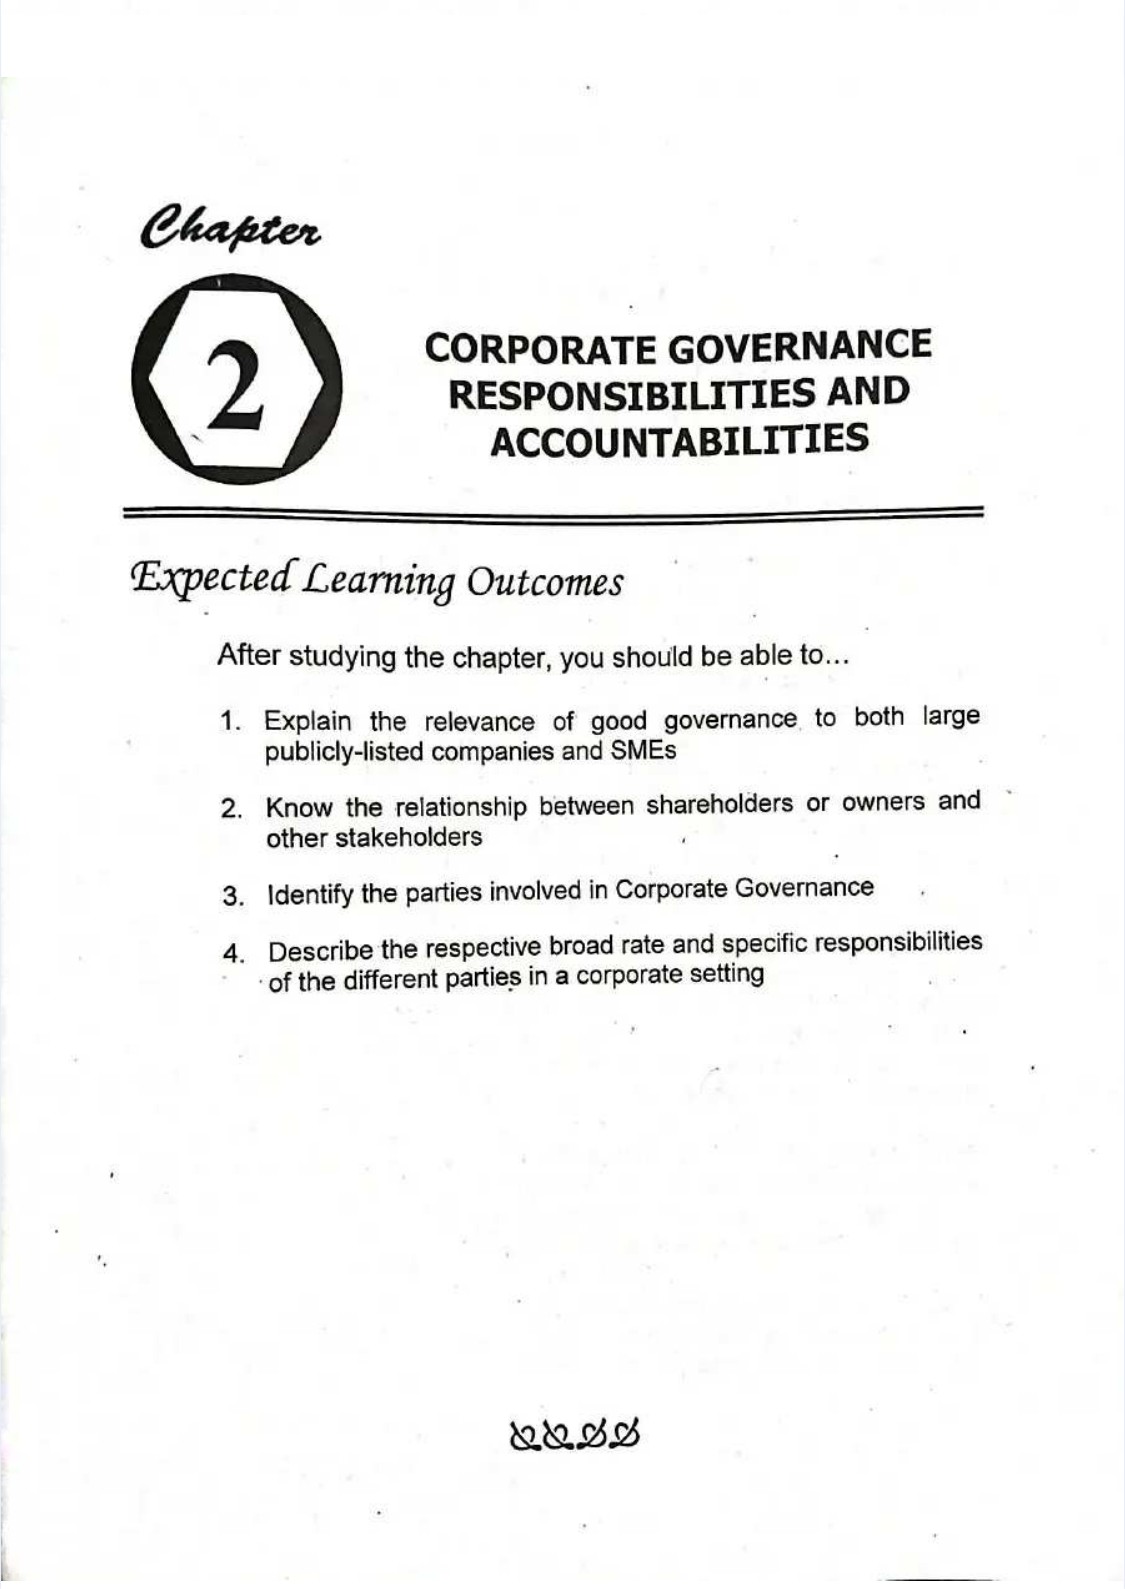 Chapter
2
CORPORATE GOVERNANCE
RESPONSIBILITIES AND
ACCOUNTABILITIES
Expected Learning Outcomes
After studying the chapter, you should be able to...
1. Explain the relevance of good governance to both large
publicly-listed companies and SMEs
2. Know the relationship between shareholders or owners and
other stakeholders
3. Identify the parties involved in Corporate Governance
4. Describe the respective broad rate and specific responsibilities
of the different parties in a corporate setting